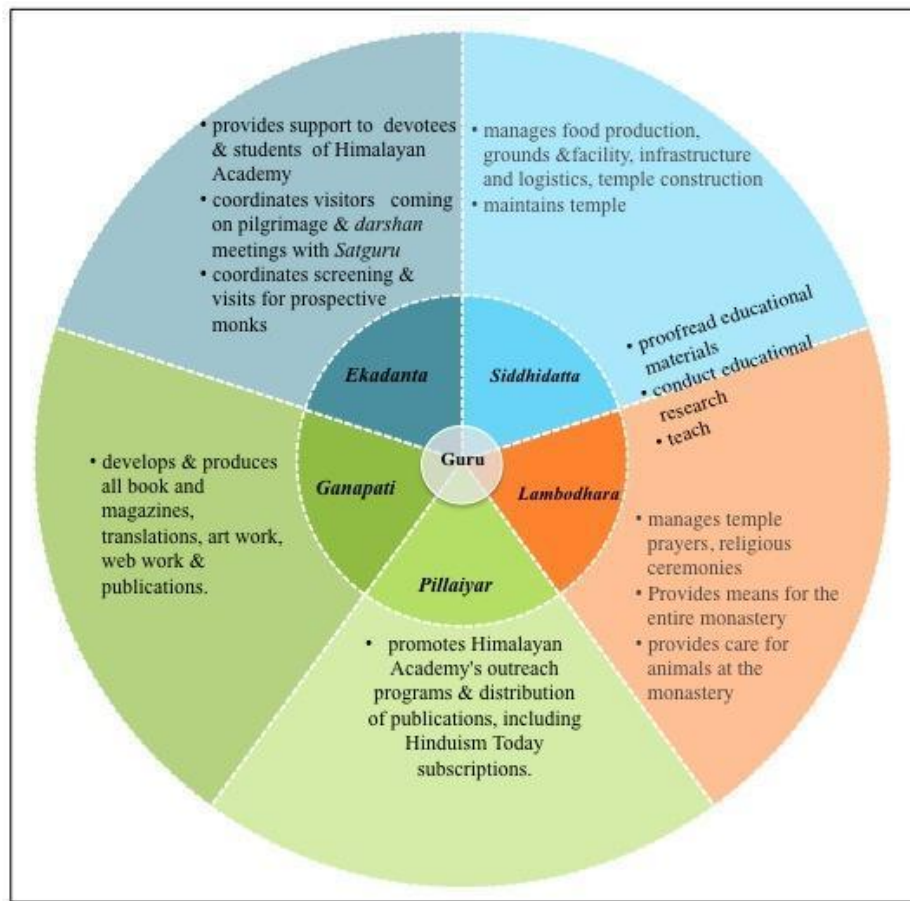 • provides support to devotees
& students of Himalayan
Academy
• coordinates visitors coming
on pilgrimage & darshan
meetings with Satguru
• coordinates screening &
visits for prospective
monks
• manages food production,
grounds &facility, infrastructure
and logistics, temple construction
• maintains temple
Ekadanta
Siddhidatta
• proofread educational
materials
• conduct educational
research
• teach
Guru
Ganapati
Lambodhara
Pillaiyar
• develops & produces
all book and
magazines,
translations, art work,
web work &
publications.
• manages temple
prayers, religious
ceremonies
• Provides means for the
entire monastery
• provides care for
animals at the
monastery
• promotes Himalayan
Academy's outreach
programs & distribution
of publications, including
Hinduism Today
subscriptions.